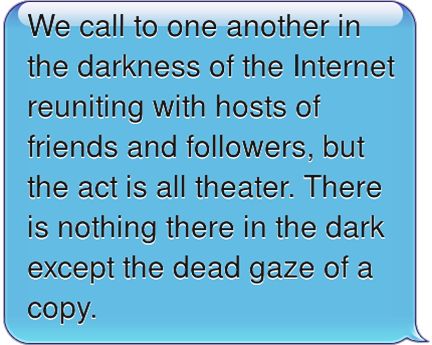 We call to one another in
the darkness of the Internet
reuniting with hosts of
friends and followers, but
the act is all theater. There
is nothing there in the dark
except the dead gaze of a
copy.